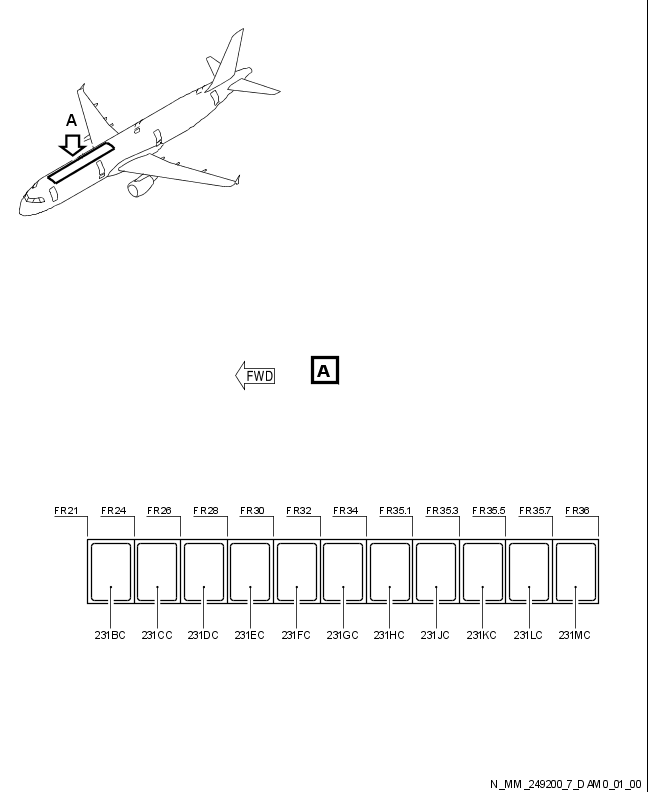 A
FWD
A
FR21 FR24 FR26 FR28 FR30 FR32 FR34 FR35.1 FR35.3 FR35.5 FR35.7 FR36
231BC 231CC 231DC 231EC 231FC 231GC 231HC 231JC 231KC 231LC 231MC
N_MM_249200_7_DAM0_01_00